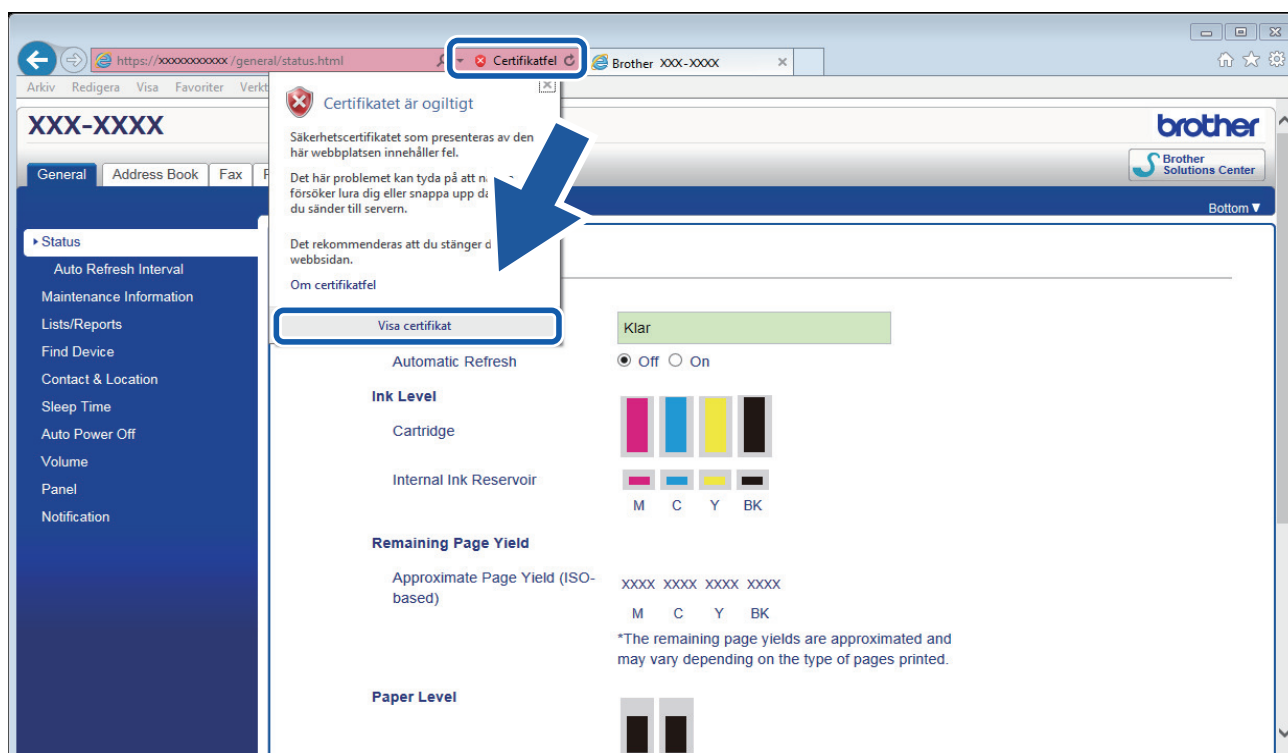 https://xxxxxxxxxxx /general/status.html
Certifikatfel
Brother XXX-XXXX
Arkiv Redigera Visa Favoriter
Certifikatet är ogiltigt
Säkerhetscertifikatet som presenteras av den
här webbplatsen innehåller fel.
Det här problemet kan tyda på att
försöker lura dig eller snappa upp
du sänder till servern.
Det rekommenderas att du stänger
webbsidan.
Om certifikatfel
Visa certifikat
XXX-XXXX
brother
General Address Book Fax
Brother
Solutions Center
Bottom▼
Status
Auto Refresh Interval
Maintenance Information
Lists/Reports
Find Device
Contact & Location
Sleep Time
Auto Power Off
Volume
Panel
Notification
Klar
Automatic Refresh Off On
Ink Level
Cartridge
Internal Ink Reservoir
M C Y BK
Remaining Page Yield
Approximate Page Yield (ISO-
based)
XXXX XXXX XXXX XXXX
M C Y BK
*The remaining page yields are approximated and
may vary depending on the type of pages printed.
Paper Level